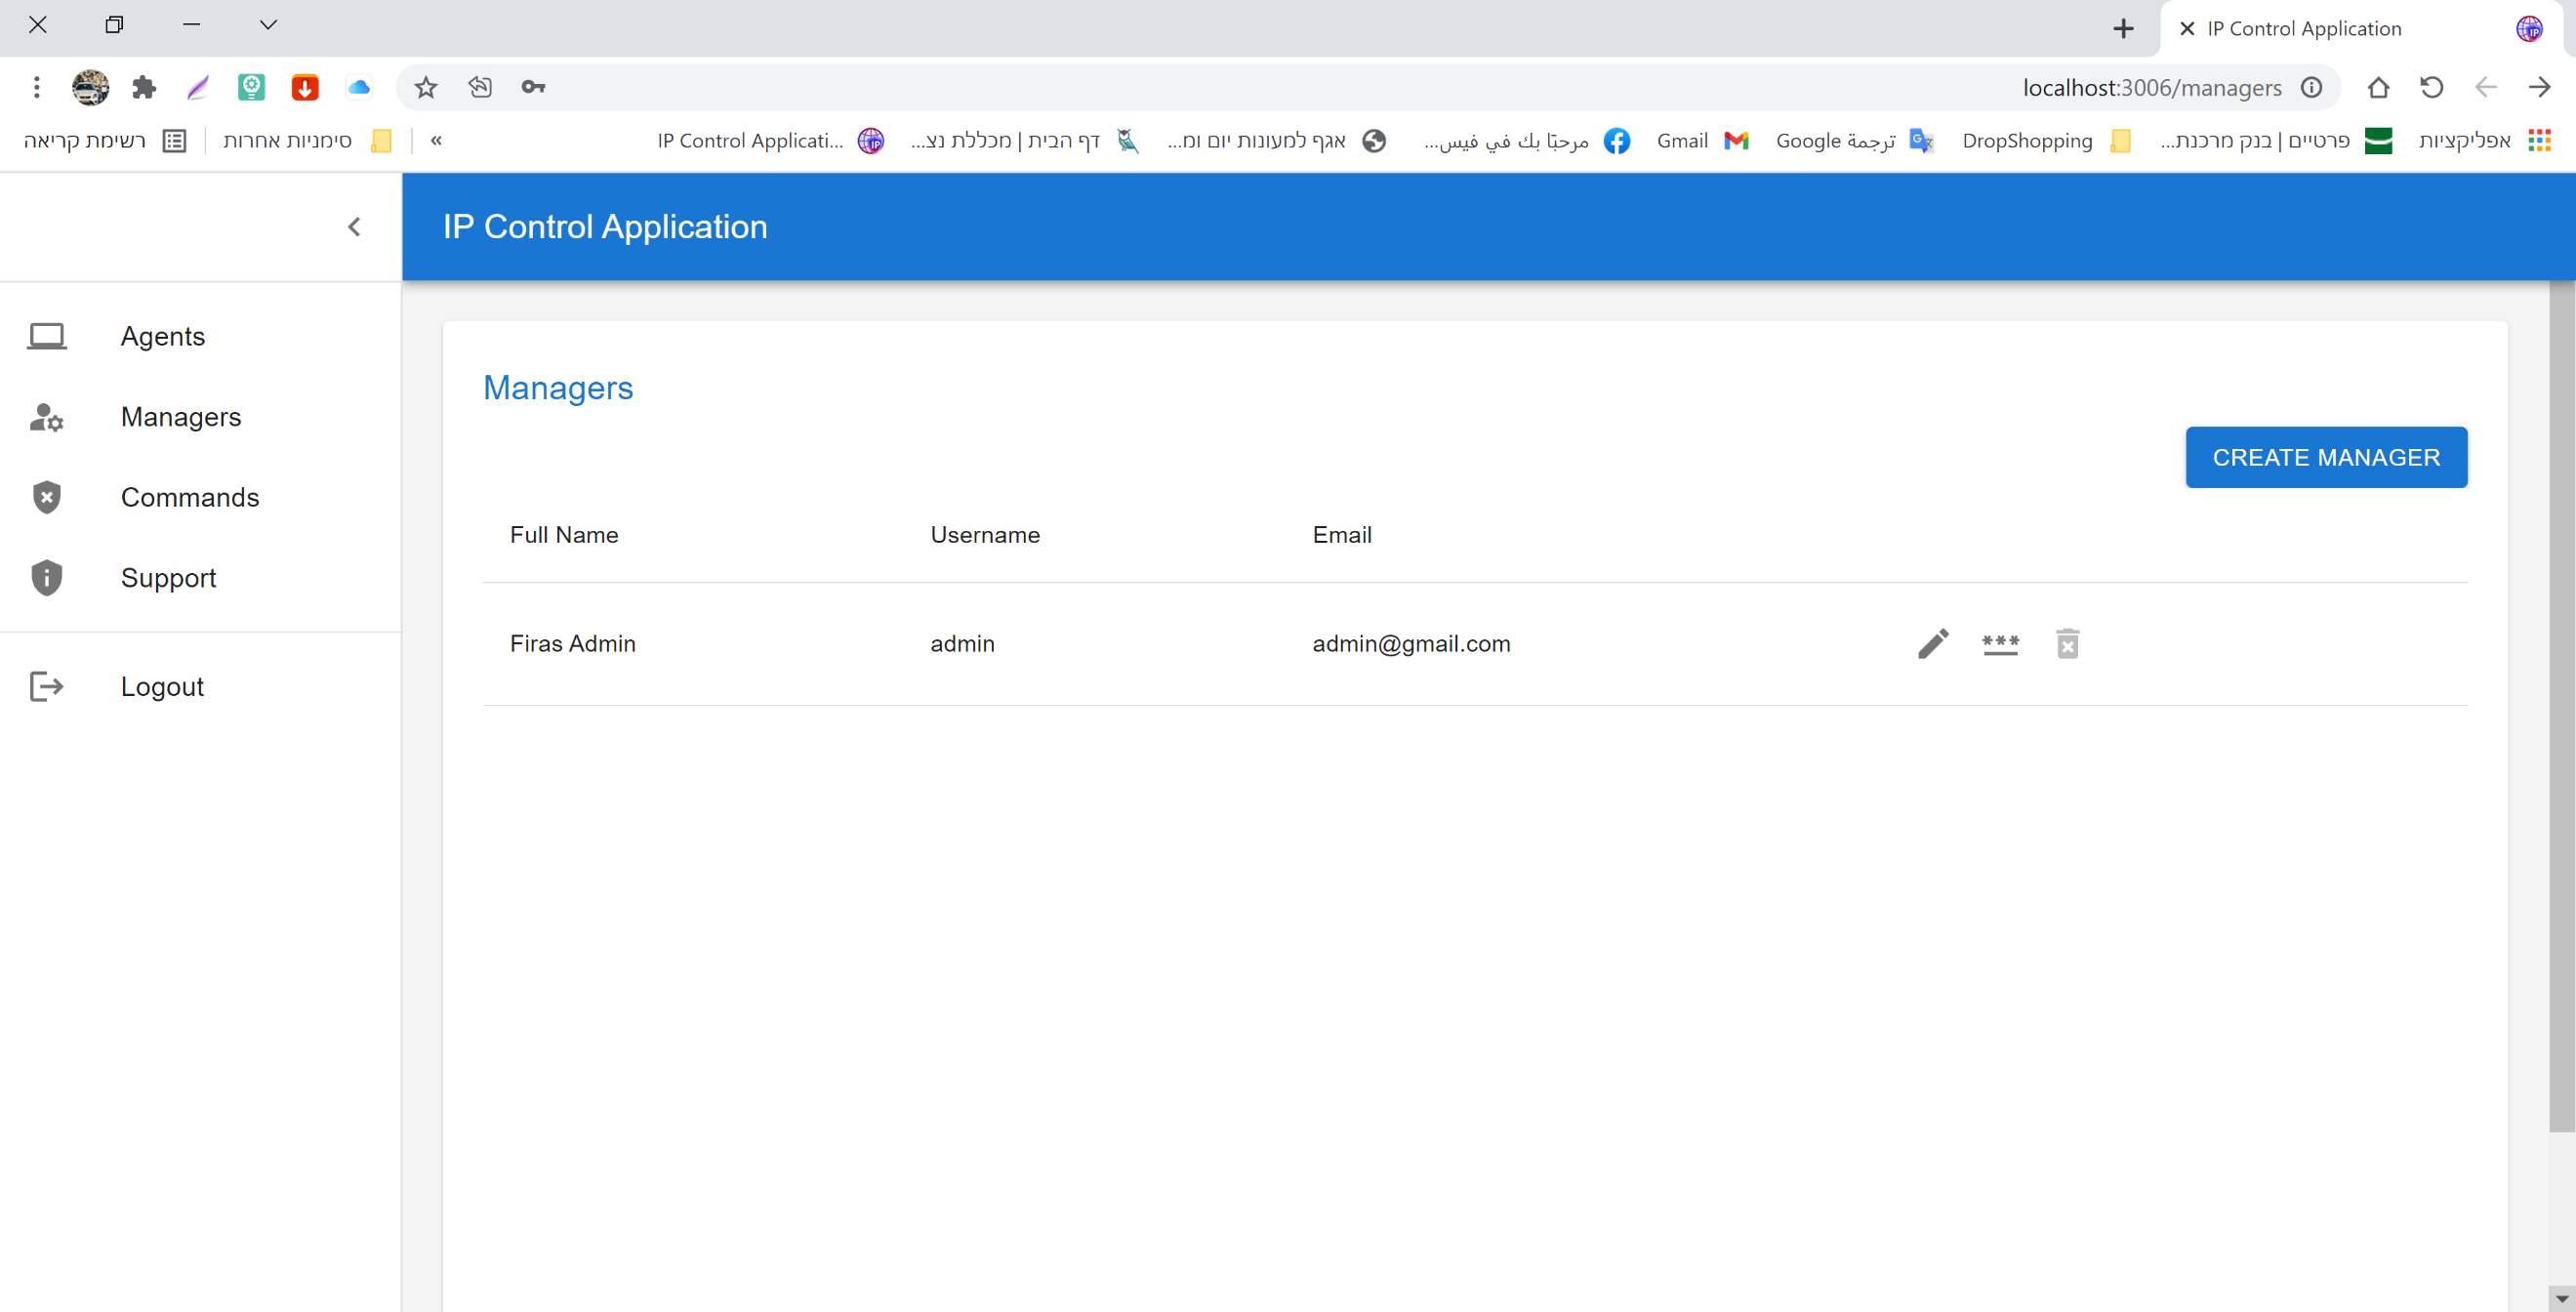 IP Control Application
localhost:3006/managers
אפליקציות
פרטיים | בנק מרכנת...
DropShopping
ترجمة Google
Gmail
مرحبًا بك في فيس...
אגף למעונות יום ומ...
דף הבית | מכללת נצ...
IP Control Applicati...
«
סימניות אחרות
רשימת קריאה
IP Control Application
Agents
Managers
Commands
Support
Logout
Managers
CREATE MANAGER
Full Name Username Email
Firas Admin admin admin@gmail.com